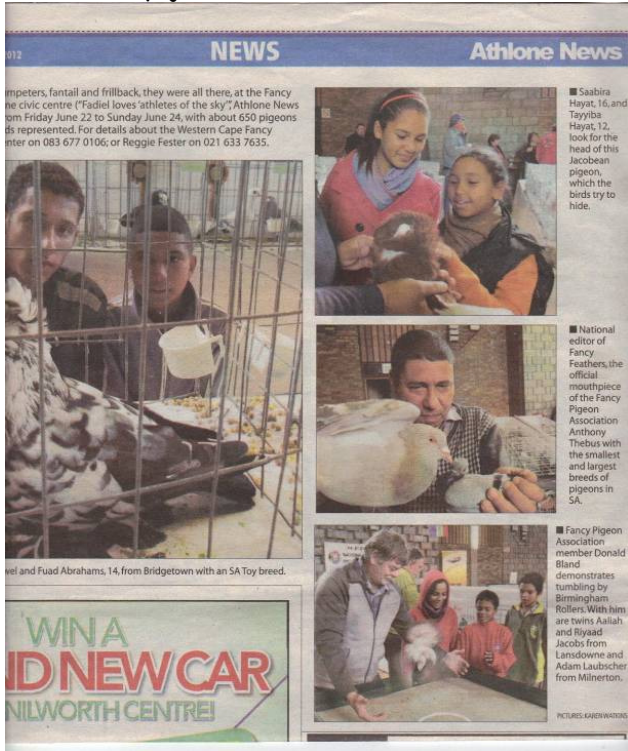 2012
NEWS
Athlone News
mpeters, fantail and frillback, they were all there, at the Fancy
ne civic centre ("Fadiel loves 'athletes of the sky'", Athlone News
rom Friday June 22 to Sunday June 24, with about 650 pigeons
ds represented. For details about the Western Cape Fancy
enter on 083 677 0106; or Reggie Fester on 021 633 7635.
■ Saabira
Hayat, 16, and
Tayyiba
Hayat, 12,
look for the
head of this
Jacobean
pigeon,
which the
birds try to
hide.
■ National
editor of
Fancy
Feathers, the
official
mouthpiece
of the Fancy
Pigeon
Association
Anthony
Thebus with
the smallest
and largest
breeds of
pigeons in
SA.
wel and Fuad Abrahams, 14, from Bridgetown with an SA Toy breed.
■ Fancy Pigeon
Association
member Donald
Bland
demonstrates
tumbling by
Birmingham
Rollers. With him
are twins Aaliah
and Riyaad
Jacobs from
Lansdowne and
Adam Laubscher
from Milnerton.
PICTURES: KAREN WATKINS
WIN A
ND NEW CAR
NILWORTH CENTRE!